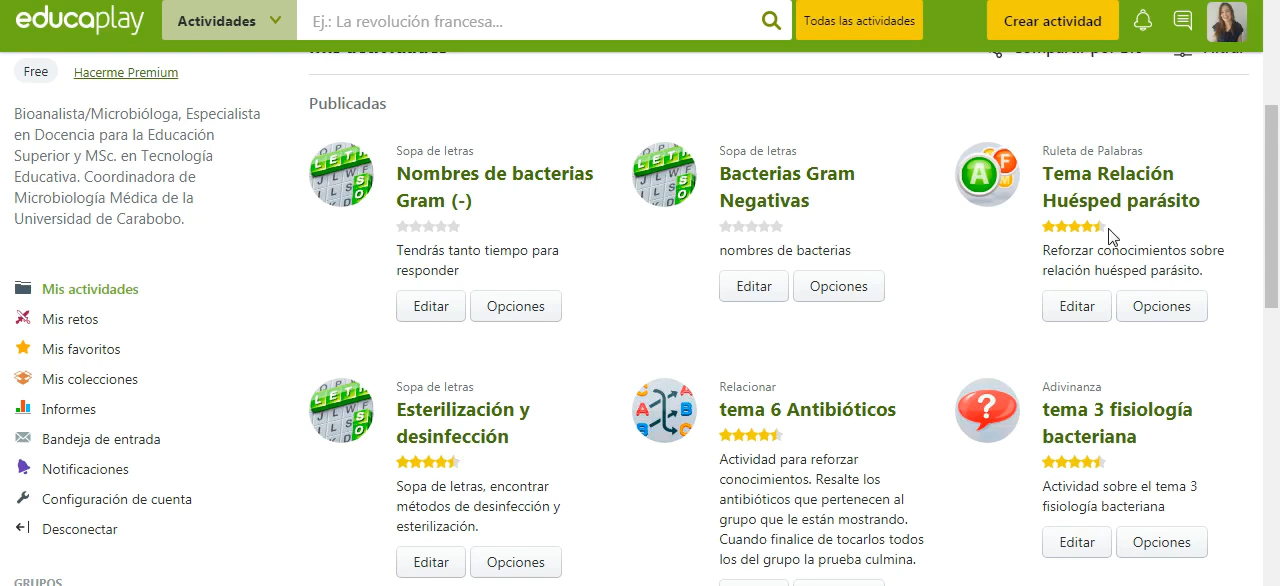 educaplay
Actividades
Ej.: La revolución francesa...
Todas las actividades
Crear actividad
Free
Hacerme Premium
Bioanalista/Microbióloga, Especialista
en Docencia para la Educación
Superior y MSc. en Tecnología
Educativa. Coordinadora de
Microbiología Médica de la
Universidad de Carabobo.
Mis actividades
Mis retos
Mis favoritos
Mis colecciones
Informes
Bandeja de entrada
Notificaciones
Configuración de cuenta
Desconectar
GRUPOS
Publicadas
Sopa de letras
Nombres de bacterias
Gram (-)
Tendrás tanto tiempo para
responder
Editar
Opciones
Sopa de letras
Bacterias Gram
Negativas
nombres de bacterias
Editar
Opciones
Ruleta de Palabras
Tema Relación
Huésped parásito
Reforzar conocimientos sobre
relación huésped parásito.
Editar
Opciones
Sopa de letras
Esterilización y
desinfección
Sopa de letras, encontrar
métodos de desinfección y
esterilización.
Editar
Opciones
Relacionar
tema 6 Antibióticos
Actividad para reforzar
conocimientos. Resalte los
antibióticos que pertenecen al
grupo que le están mostrando.
Cuando finalice de tocarlos todos
los del grupo la prueba culmina.
Adivinanza
tema 3 fisiología
bacteriana
Actividad sobre el tema 3
fisiología bacteriana
Editar
Opciones